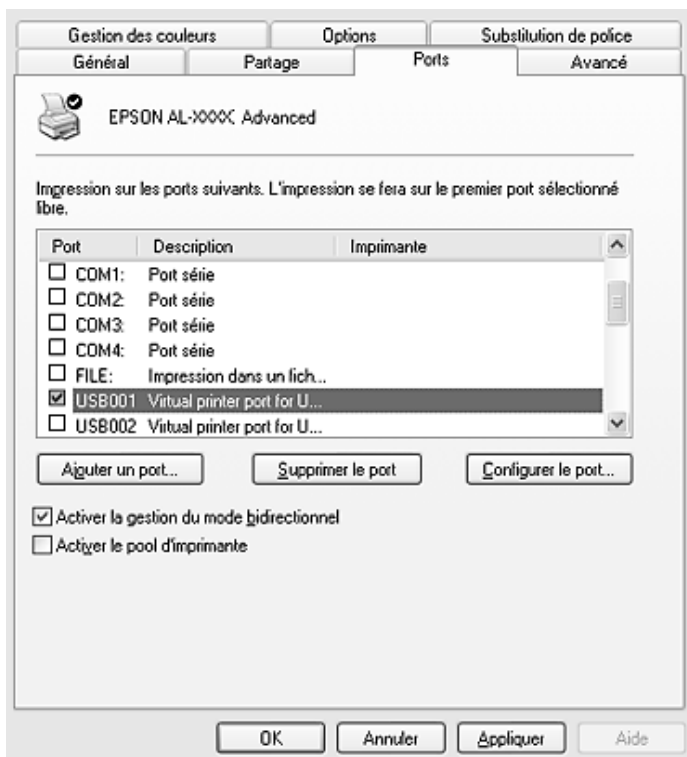 Gestion des couleurs Options Substitution de police
Général Partage Ports Avancé
EPSON AL-XXXX Advanced
Impression sur les ports suivants. L'impression se fera sur le premier port sélectionné
libre.
Port Description Imprimante
COM1: Port série
COM2: Port série
COM3: Port série
COM4: Port série
FILE: Impression dans un fich...
USB001 Virtual printer port for U...
USB002 Virtual printer port for U...
Ajouter un port... Supprimer le port Configurer le port...
Activer la gestion du mode bidirectionnel
Activer le pool d'imprimante
OK Annuler Appliquer Aide